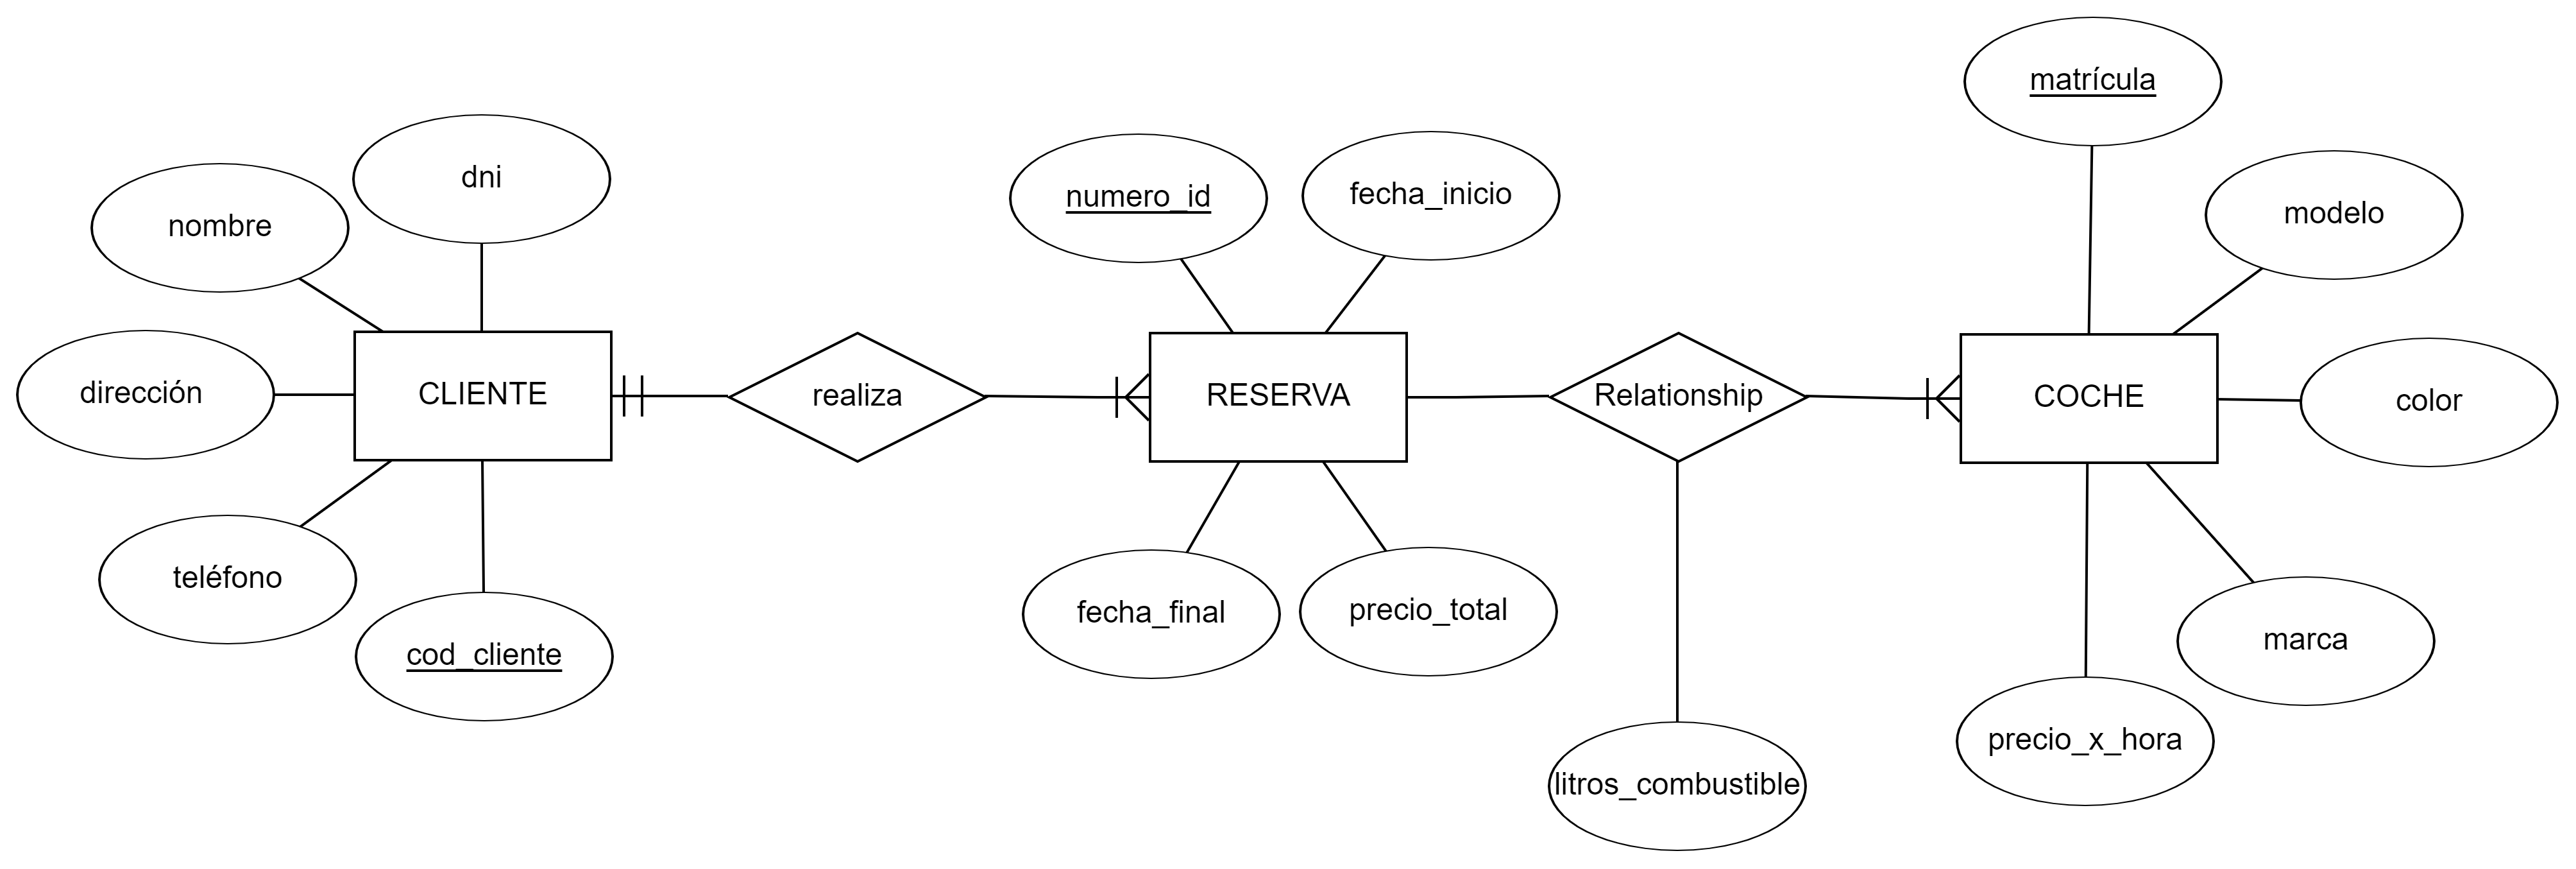 matrícula
dni
numero_id
fecha_inicio
modelo
nombre
dirección
CLIENTE
realiza
RESERVA
Relationship
COCHE
color
teléfono
fecha_final
precio_total
marca
cod_cliente
precio_x_hora
litros_combustible